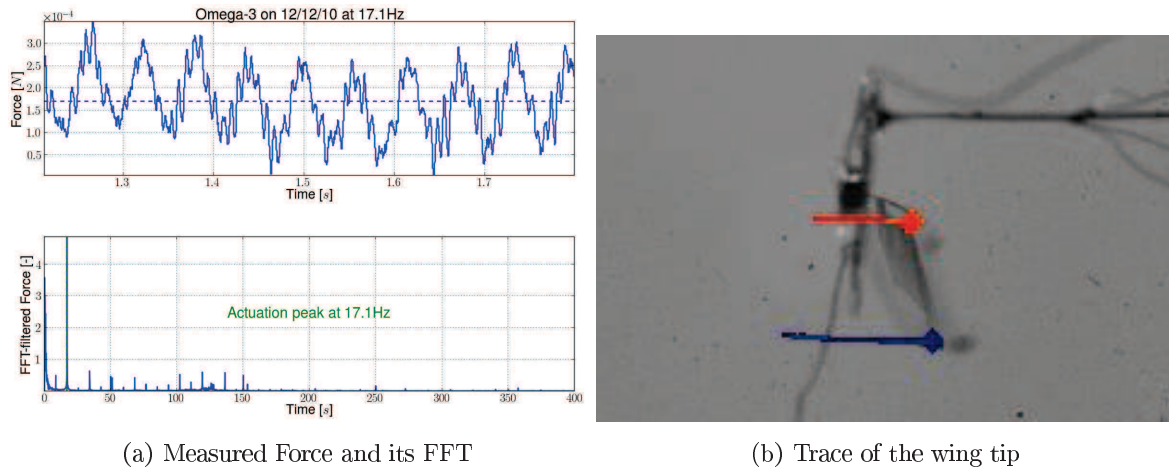 Omega-3 on 12/12/10 at 17.1Hz
×10⁻⁴
3.0
2.5
2.0
1.5
1.0
0.5
Force [N]
1.3 1.4 1.5 1.6 1.7
Time [s]
4
3
2
1
FFT-filtered Force [-]
Actuation peak at 17.1Hz
0 50 100 150 200 250 300 350 400
Time [s]
(a) Measured Force and its FFT
(b) Trace of the wing tip